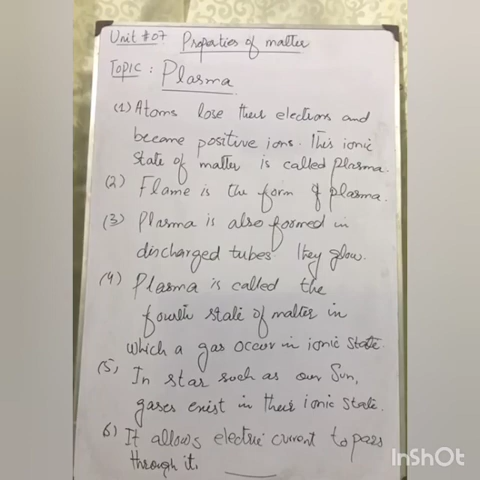 Unit #07 Properties of matter
Topic : Plasma
(1) Atoms lose their electrons and
become positive ions. This ionic
state of matter is called plasma.
(2) Flame is the form of plasma.
(3) Plasma is also formed in
discharged tubes They glow.
(4) Plasma is called the
fourth state of matter in
which a gas occur in ionic state.
(5) In star such as our Sun,
gases exist in their ionic state.
6) It allows electric current to pass
through it.
InShOt